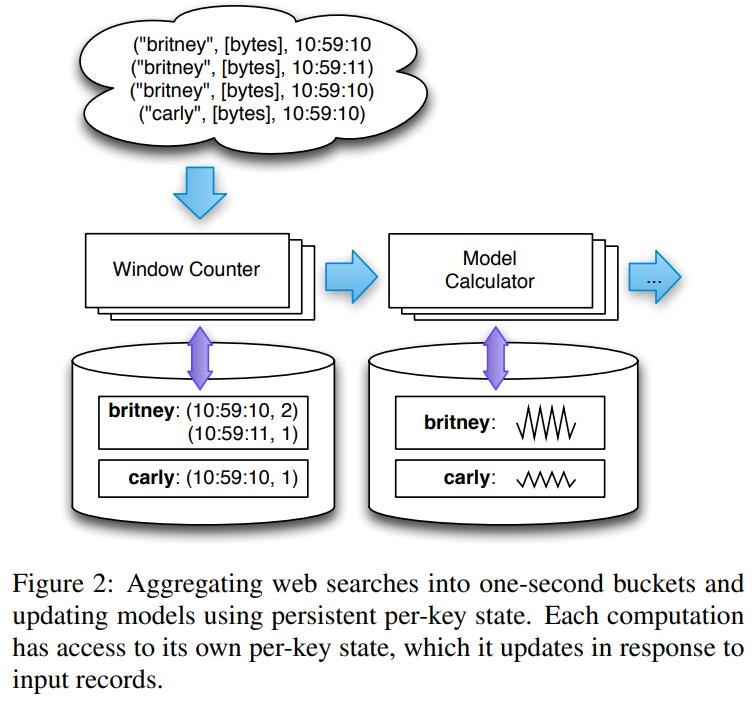 ("britney", [bytes], 10:59:10
("britney", [bytes], 10:59:11)
("britney", [bytes], 10:59:10)
("carly", [bytes], 10:59:10)
Window Counter
Model
Calculator
...
britney: (10:59:10, 2)
(10:59:11, 1)
carly: (10:59:10, 1)
britney:
carly:
Figure 2: Aggregating web searches into one-second buckets and
updating models using persistent per-key state. Each computation
has access to its own per-key state, which it updates in response to
input records.